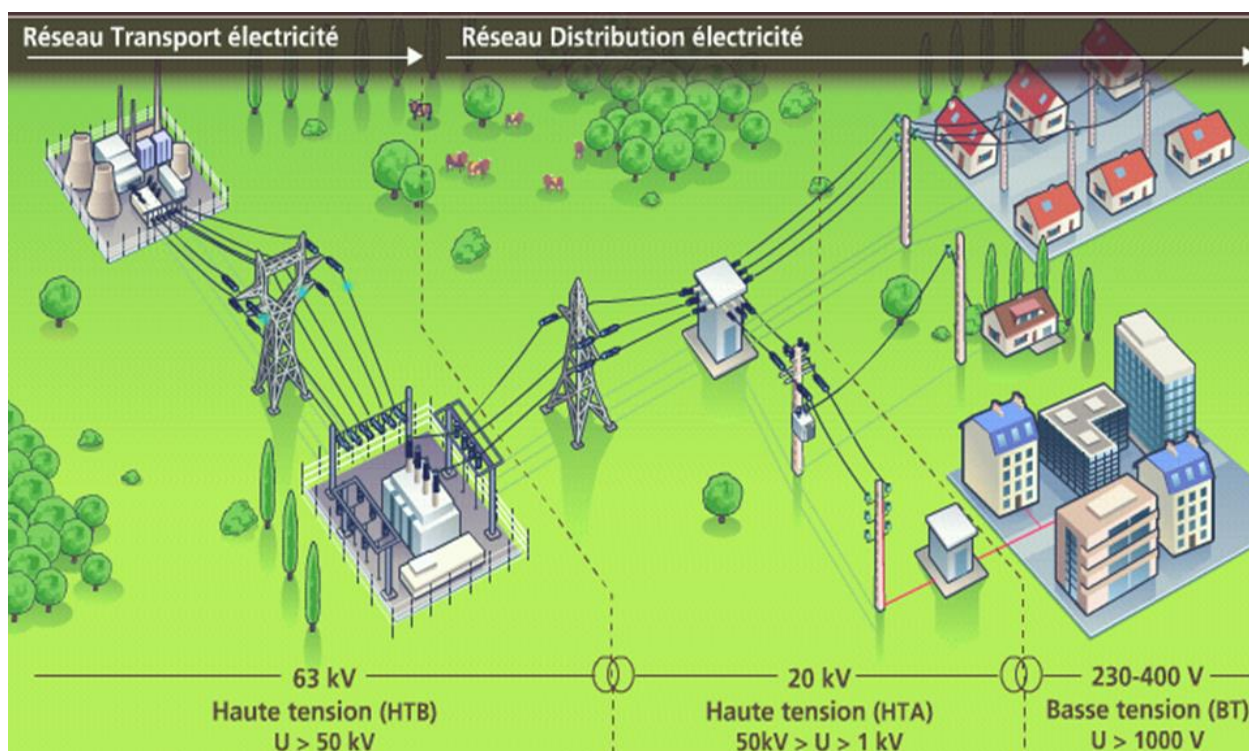 Réseau Transport électricité
Réseau Distribution électricité
63 kV
Haute tension (HTB)
U > 50 kV
20 kV
Haute tension (HTA)
50kV > U > 1 kV
230-400 V
Basse tension (BT)
U > 1000 V